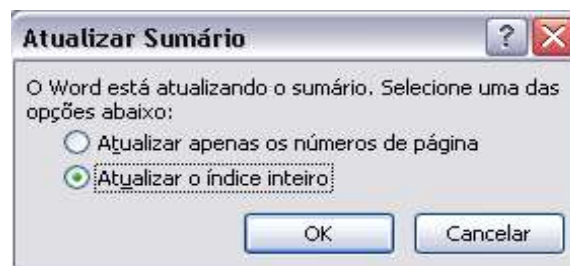 Atualizar Sumário
?
O Word está atualizando o sumário. Selecione uma das
opções abaixo:
Atualizar apenas os números de página
Atualizar o índice inteiro
OK
Cancelar